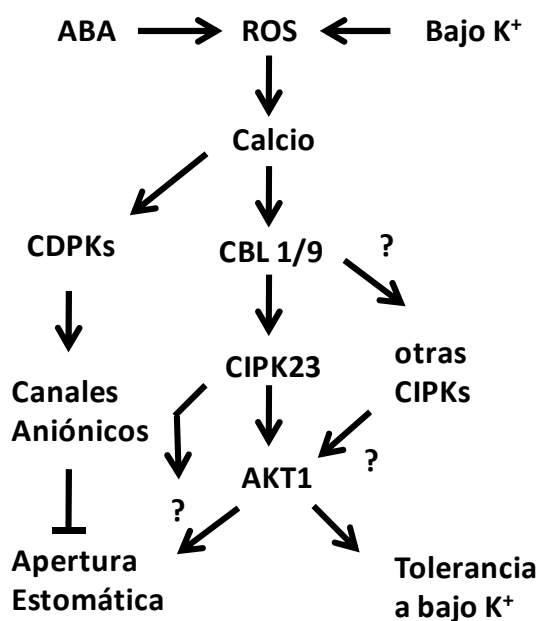 ABA ROS Bajo K⁺
Calcio
CDPKs
CBL 1/9
?
CIPK23
otras
CIPKs
Canales
Aniónicos
AKT1
?
?
Apertura
Estomática
Tolerancia
a bajo K⁺